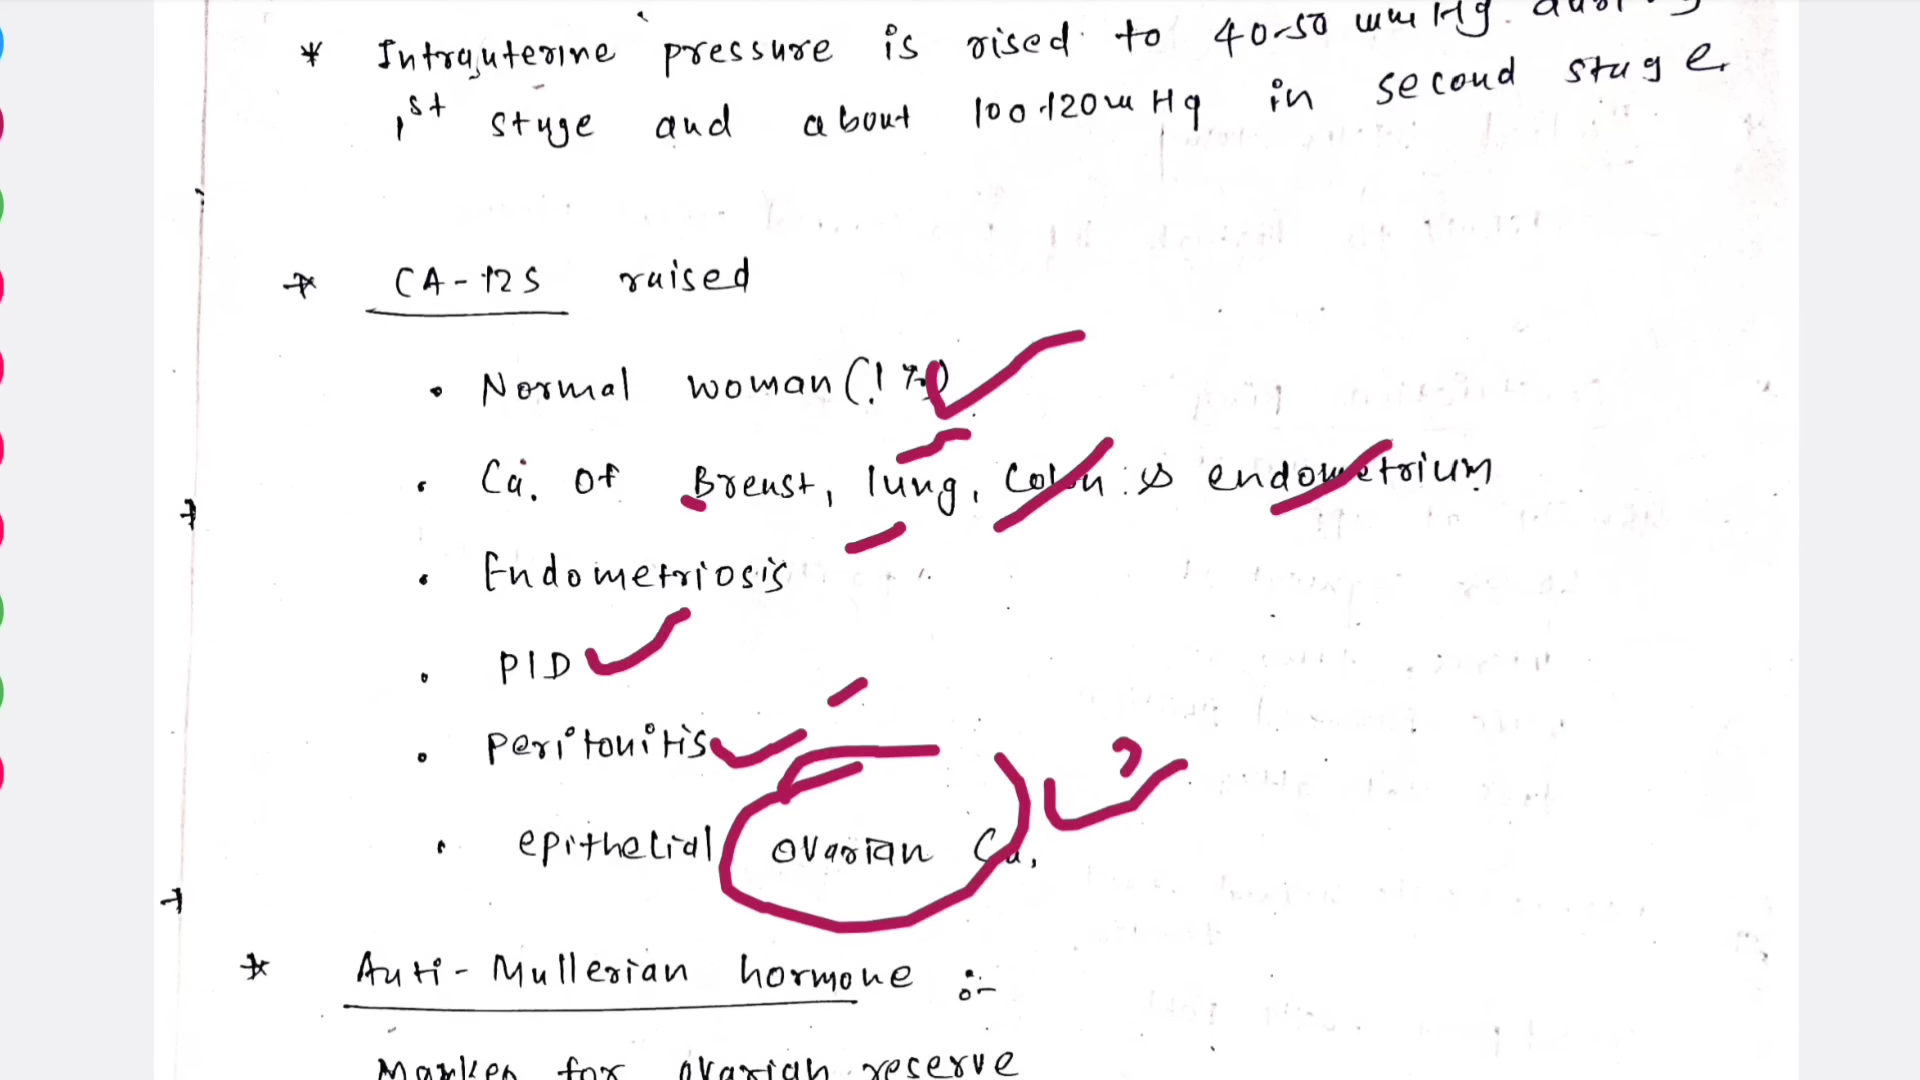 * Intrauterine pressure is rised to 40-50 mm Hg. during
1st stage and about 100-120m Hg in second stage.
* CA-125 raised
• Normal woman (1%)
• Ca. of Breast, lung, Colon & endometrium
• Endometriosis
• PID
• peritonitis
• epithelial ovarian Ca.
* Anti-Mullerian hormone :-
Marker for ovarian reserve